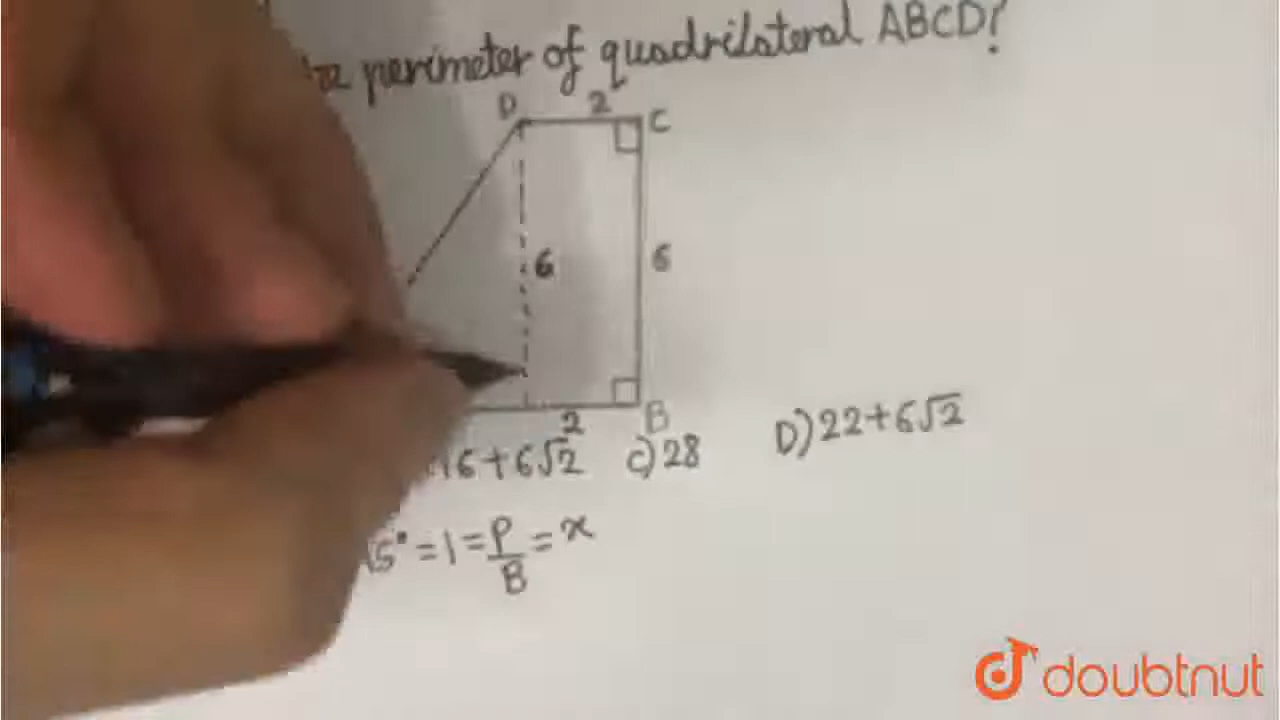 perimeter of quadrilateral ABCD?
D 2 C
6 6
2 B
16+6√2 C) 28 D) 22+6√2
5° = 1 = P/B = x
doubtnut